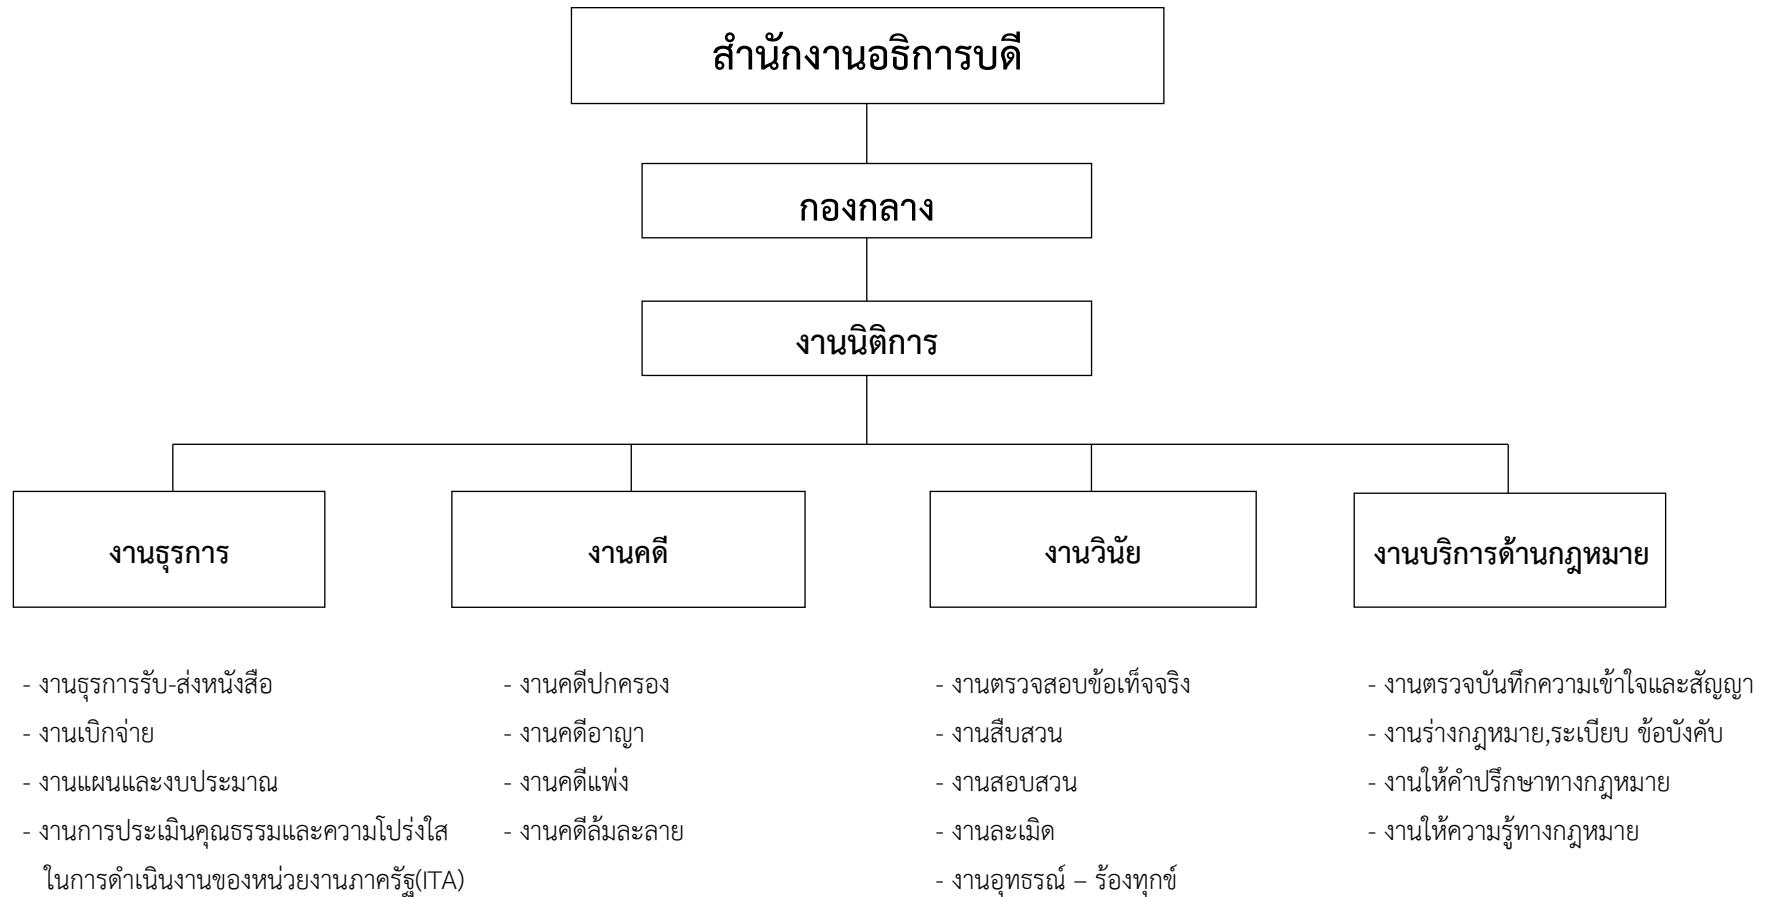 สำนักงานอธิการบดี
กองกลาง
งานนิติการ
งานธุรการ
งานคดี
งานวินัย
งานบริการด้านกฎหมาย
- งานธุรการรับ-ส่งหนังสือ
- งานเบิกจ่าย
- งานแผนและงบประมาณ
- งานการประเมินคุณธรรมและความโปร่งใส
ในการดำเนินงานของหน่วยงานภาครัฐ(ITA)
- งานคดีปกครอง
- งานคดีอาญา
- งานคดีแพ่ง
- งานคดีล้มละลาย
- งานตรวจสอบข้อเท็จจริง
- งานสืบสวน
- งานสอบสวน
- งานละเมิด
- งานอุทธรณ์ – ร้องทุกข์
- งานตรวจบันทึกความเข้าใจและสัญญา
- งานร่างกฎหมาย,ระเบียบ ข้อบังคับ
- งานให้คำปรึกษาทางกฎหมาย
- งานให้ความรู้ทางกฎหมาย